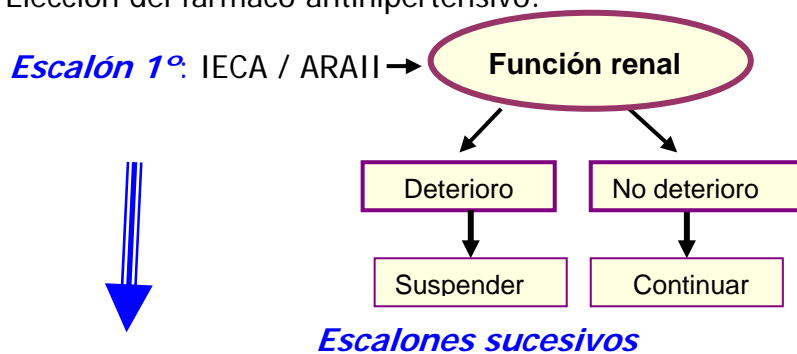 Elección del fármaco antihipertensivo:
Escalón 1º: IECA / ARAII
Función renal
Deterioro
No deterioro
Suspender
Continuar
Escalones sucesivos